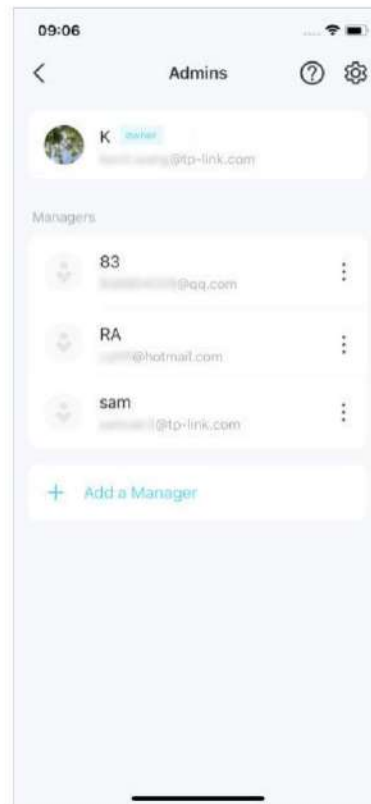 09:06
Admins
K owner
@tp-link.com
Managers
83
@qq.com
RA
@hotmail.com
sam
@tp-link.com
+ Add a Manager